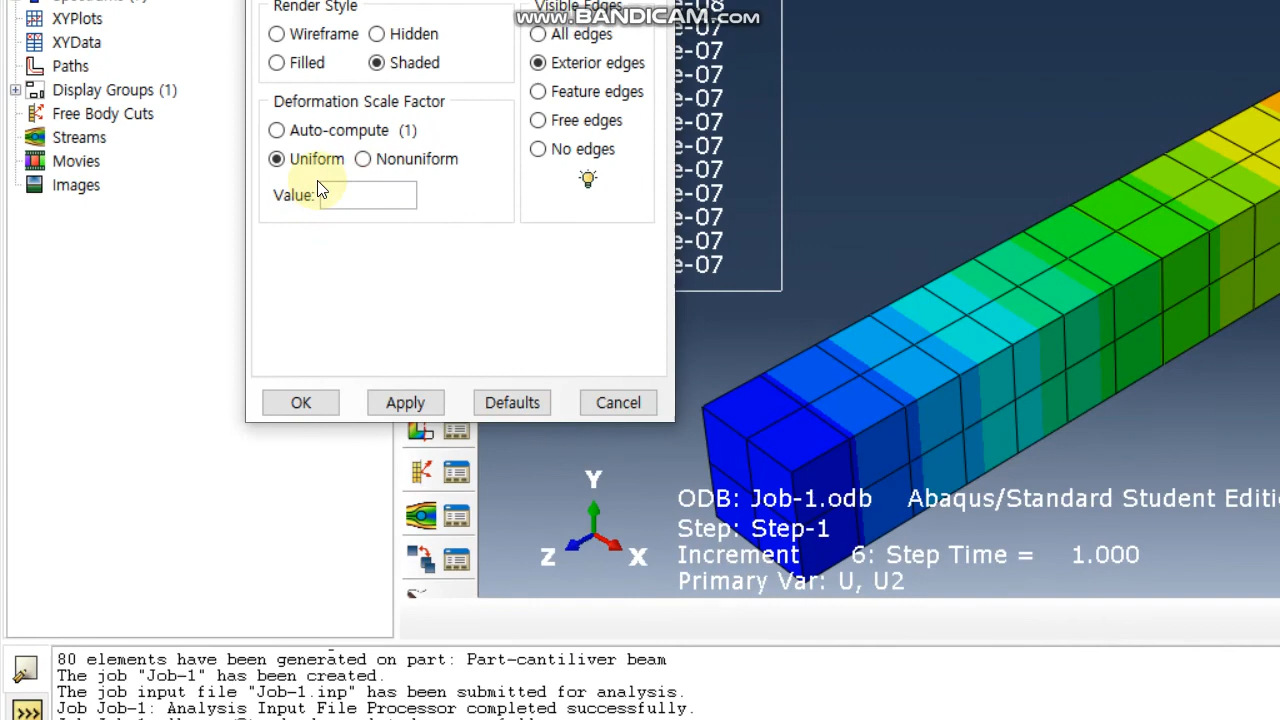 WWW.BANDICAM.COM
XYPlots
XYData
Paths
Display Groups (1)
Free Body Cuts
Streams
Movies
Images
Render Style
Wireframe
Hidden
Filled
Shaded
Deformation Scale Factor
Auto-compute (1)
Uniform
Nonuniform
Value:
Visible Edges
All edges
Exterior edges
Feature edges
Free edges
No edges
OK
Apply
Defaults
Cancel
e-08
e-07
e-07
e-07
e-07
e-07
e-07
e-07
e-07
e-07
e-07
e-07
Y
Z
X
ODB: Job-1.odb Abaqus/Standard Student Editi
Step: Step-1
Increment 6: Step Time = 1.000
Primary Var: U, U2
80 elements have been generated on part: Part-cantiliver beam
The job "Job-1" has been created.
The job input file "Job-1.inp" has been submitted for analysis.
Job Job-1: Analysis Input File Processor completed successfully.